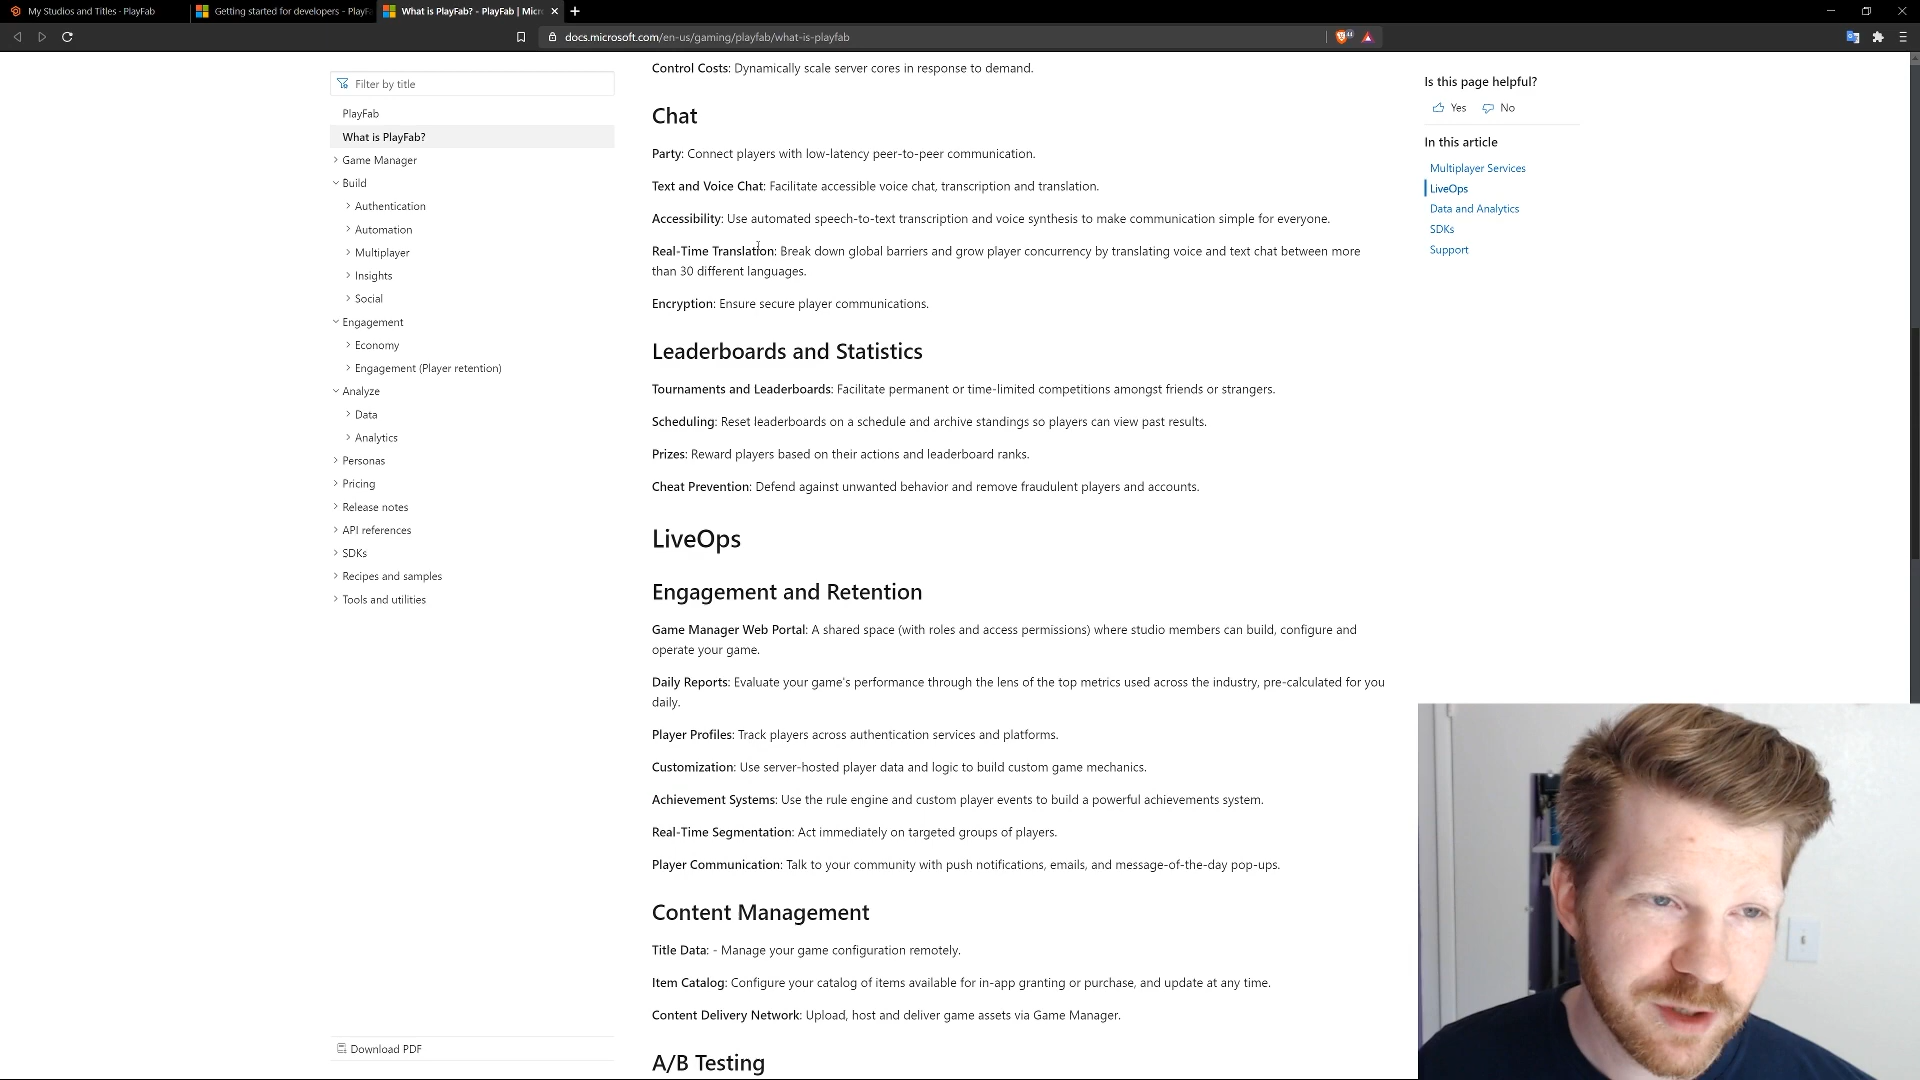 My Studios and Titles - PlayFab
Getting started for developers - PlayFa
What is PlayFab? - PlayFab | Micr
docs.microsoft.com/en-us/gaming/playfab/what-is-playfab
Filter by title
PlayFab
What is PlayFab?
Game Manager
Build
Authentication
Automation
Multiplayer
Insights
Social
Engagement
Economy
Engagement (Player retention)
Analyze
Data
Analytics
Personas
Pricing
Release notes
API references
SDKs
Recipes and samples
Tools and utilities
Download PDF
Control Costs: Dynamically scale server cores in response to demand.
Chat
Party: Connect players with low-latency peer-to-peer communication.
Text and Voice Chat: Facilitate accessible voice chat, transcription and translation.
Accessibility: Use automated speech-to-text transcription and voice synthesis to make communication simple for everyone.
Real-Time Translation: Break down global barriers and grow player concurrency by translating voice and text chat between more
than 30 different languages.
Encryption: Ensure secure player communications.
Leaderboards and Statistics
Tournaments and Leaderboards: Facilitate permanent or time-limited competitions amongst friends or strangers.
Scheduling: Reset leaderboards on a schedule and archive standings so players can view past results.
Prizes: Reward players based on their actions and leaderboard ranks.
Cheat Prevention: Defend against unwanted behavior and remove fraudulent players and accounts.
LiveOps
Engagement and Retention
Game Manager Web Portal: A shared space (with roles and access permissions) where studio members can build, configure and
operate your game.
Daily Reports: Evaluate your game's performance through the lens of the top metrics used across the industry, pre-calculated for you
daily.
Player Profiles: Track players across authentication services and platforms.
Customization: Use server-hosted player data and logic to build custom game mechanics.
Achievement Systems: Use the rule engine and custom player events to build a powerful achievements system.
Real-Time Segmentation: Act immediately on targeted groups of players.
Player Communication: Talk to your community with push notifications, emails, and message-of-the-day pop-ups.
Content Management
Title Data: - Manage your game configuration remotely.
Item Catalog: Configure your catalog of items available for in-app granting or purchase, and update at any time.
Content Delivery Network: Upload, host and deliver game assets via Game Manager.
A/B Testing
Is this page helpful?
Yes No
In this article
Multiplayer Services
LiveOps
Data and Analytics
SDKs
Support